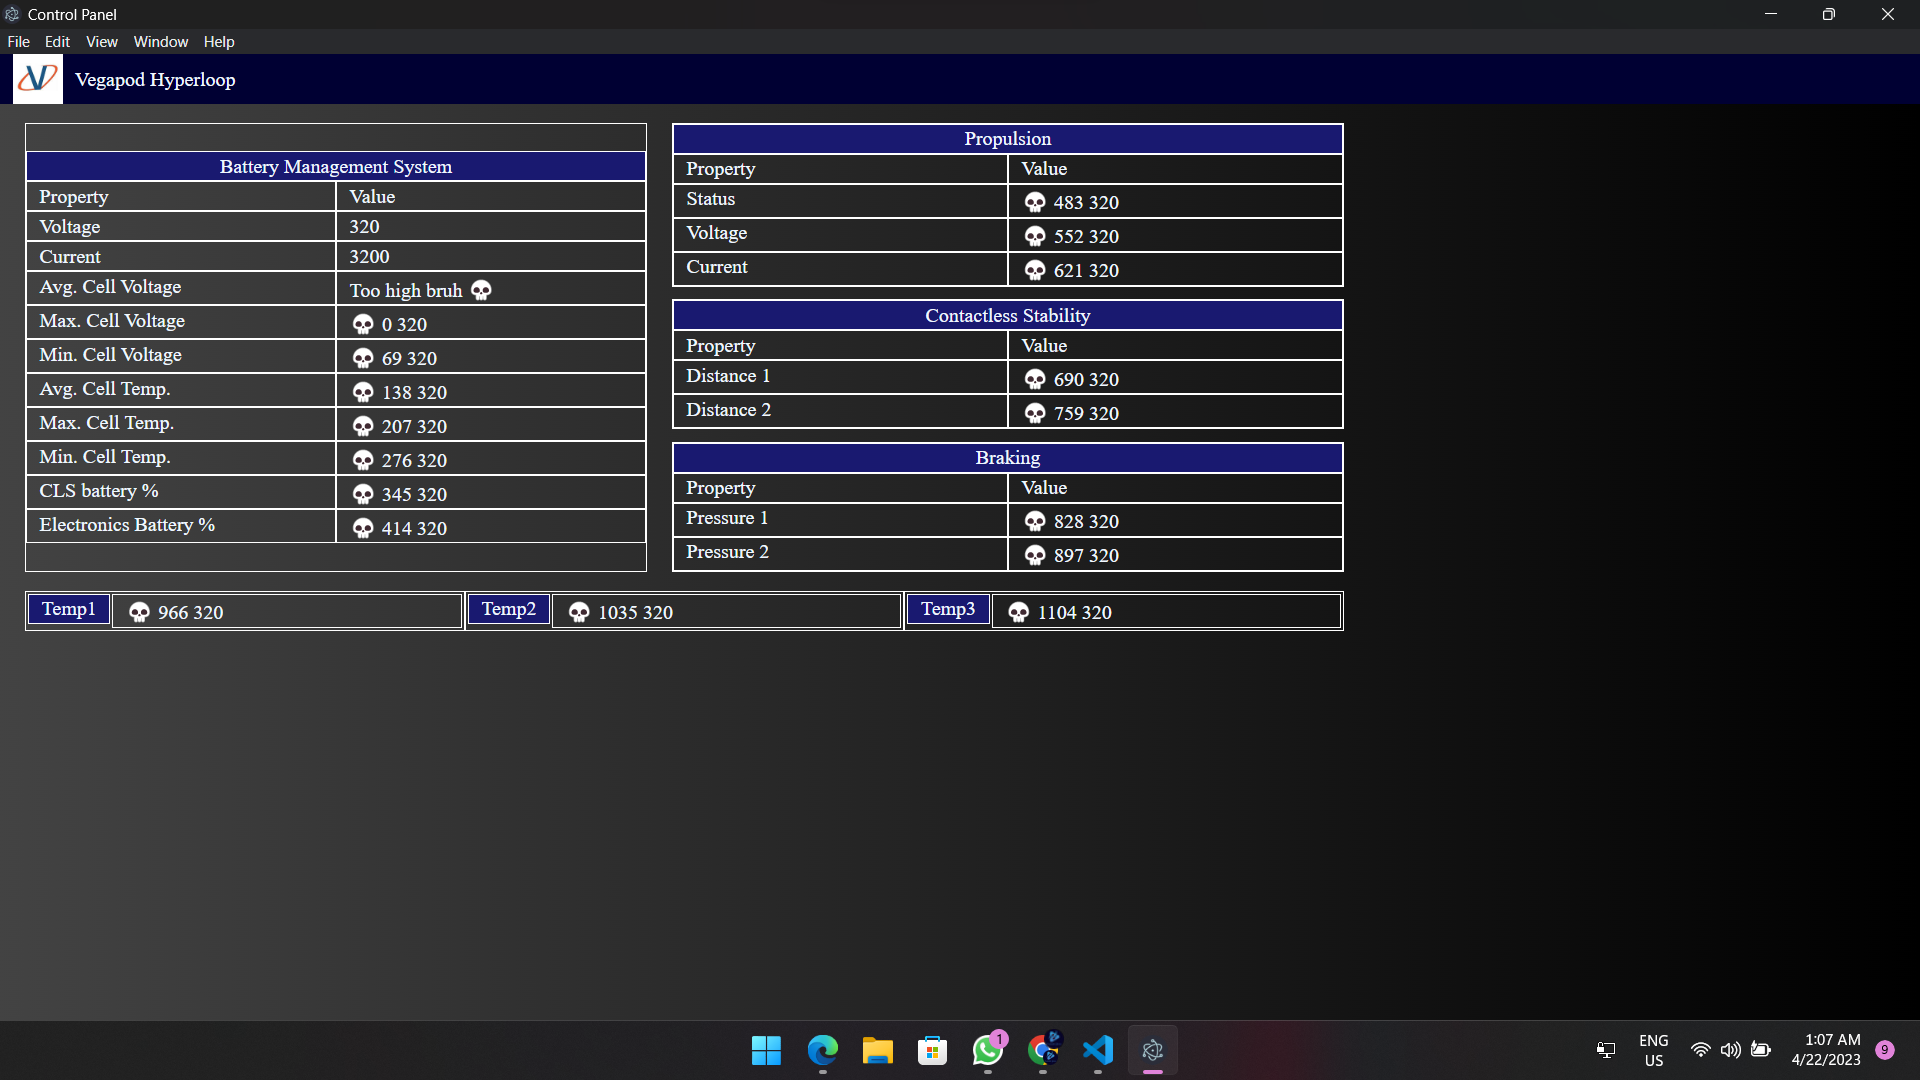 Control Panel
File Edit View Window Help
Vegapod Hyperloop
Battery Management System
Property Value
Voltage 320
Current 3200
Avg. Cell Voltage Too high bruh 💀
Max. Cell Voltage 💀 0 320
Min. Cell Voltage 💀 69 320
Avg. Cell Temp. 💀 138 320
Max. Cell Temp. 💀 207 320
Min. Cell Temp. 💀 276 320
CLS battery % 💀 345 320
Electronics Battery % 💀 414 320
Propulsion
Property Value
Status 💀 483 320
Voltage 💀 552 320
Current 💀 621 320
Contactless Stability
Property Value
Distance 1 💀 690 320
Distance 2 💀 759 320
Braking
Property Value
Pressure 1 💀 828 320
Pressure 2 💀 897 320
Temp1 💀 966 320 Temp2 💀 1035 320 Temp3 💀 1104 320
1
ENG
US
1:07 AM
4/22/2023
9